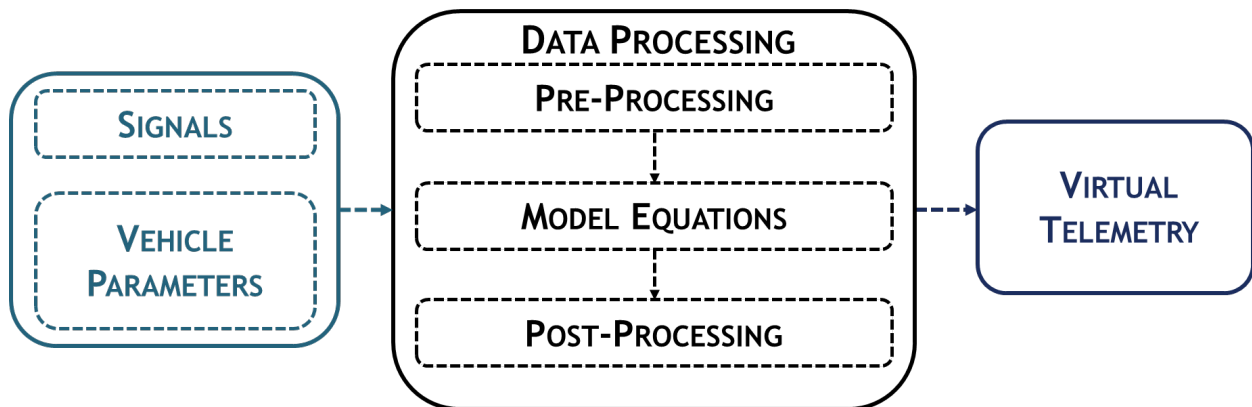 SIGNALS
VEHICLE
PARAMETERS
DATA PROCESSING
PRE-PROCESSING
MODEL EQUATIONS
POST-PROCESSING
VIRTUAL
TELEMETRY